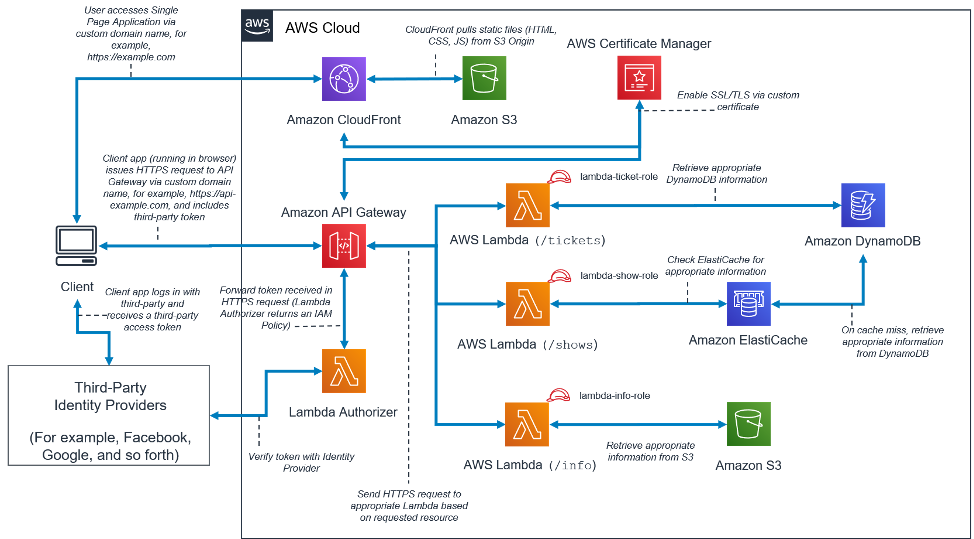 User accesses Single
Page Application via
custom domain name, for
example,
https://example.com
aws
AWS Cloud
CloudFront pulls static files (HTML,
CSS, JS) from S3 Origin
AWS Certificate Manager
Enable SSL/TLS via custom
certificate
Amazon CloudFront
Amazon S3
Client app (running in browser)
issues HTTPS request to API
Gateway via custom domain
name, for example, https://api-
example.com, and includes
third-party token
Retrieve appropriate
DynamoDB information
lambda-ticket-role
Amazon API Gateway
AWS Lambda (/tickets)
Amazon DynamoDB
Client
Check ElastiCache for
appropriate information
lambda-show-role
Client app logs in with
third-party and
receives a third-party
access token
Forward token received in
HTTPS request (Lambda
Authorizer returns an IAM
Policy)
AWS Lambda (/shows)
Amazon ElastiCache
On cache miss, retrieve
appropriate information
from DynamoDB
Third-Party
Identity Providers
(For example, Facebook,
Google, and so forth)
Lambda Authorizer
lambda-info-role
Verify token with Identity
Provider
AWS Lambda (/info)
Retrieve appropriate
information from S3
Amazon S3
Send HTTPS request to
appropriate Lambda based
on requested resource